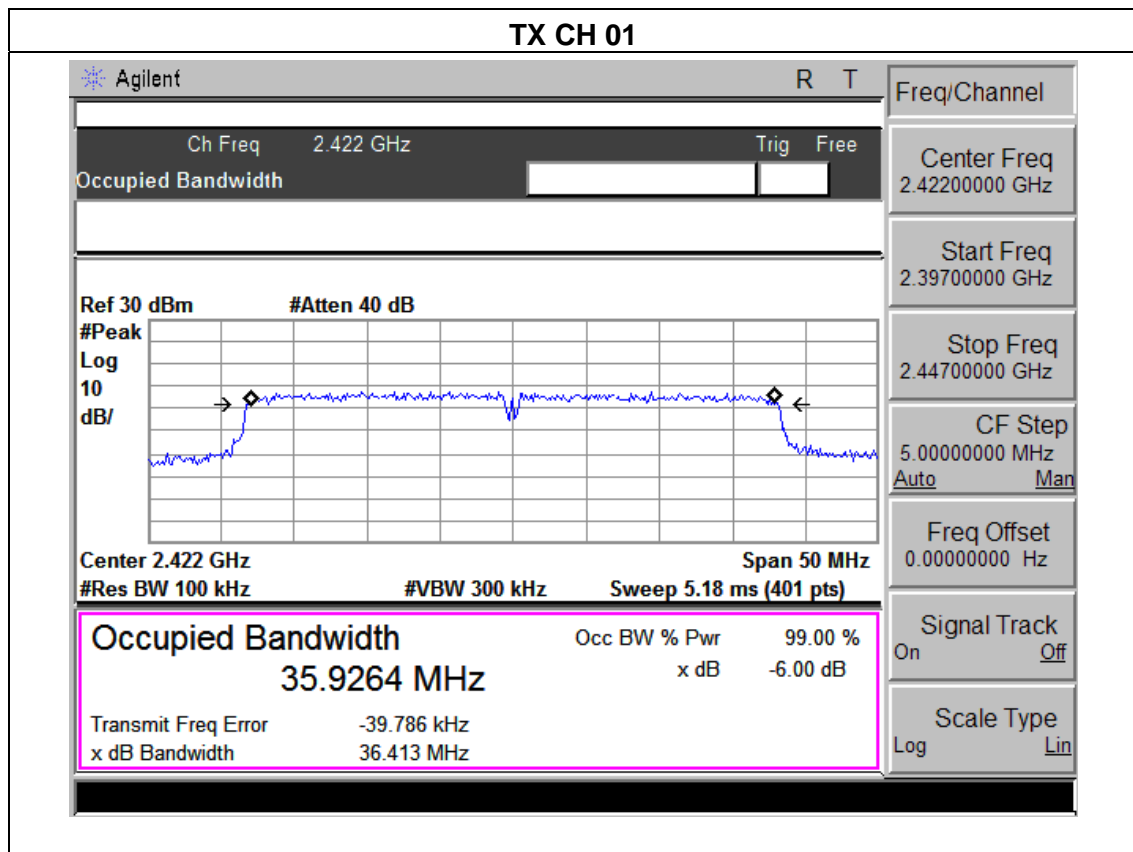 TX CH 01
Agilent R T
Ch Freq 2.422 GHz Trig Free
Occupied Bandwidth
Ref 30 dBm #Atten 40 dB
#Peak
Log
10
dB/
Center 2.422 GHz Span 50 MHz
#Res BW 100 kHz #VBW 300 kHz Sweep 5.18 ms (401 pts)
Occupied Bandwidth Occ BW % Pwr 99.00 %
35.9264 MHz x dB -6.00 dB
Transmit Freq Error -39.786 kHz
x dB Bandwidth 36.413 MHz
Freq/Channel
Center Freq
2.42200000 GHz
Start Freq
2.39700000 GHz
Stop Freq
2.44700000 GHz
CF Step
5.00000000 MHz
Auto Man
Freq Offset
0.00000000 Hz
Signal Track
On Off
Scale Type
Log Lin